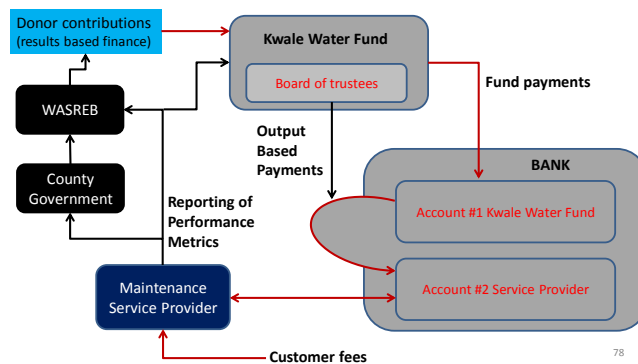 Donor contributions
(results based finance)
Kwale Water Fund
Board of trustees
Fund payments
WASREB
Output
Based
Payments
BANK
County
Government
Account #1 Kwale Water Fund
Reporting of
Performance
Metrics
Maintenance
Service Provider
Account #2 Service Provider
Customer fees
78